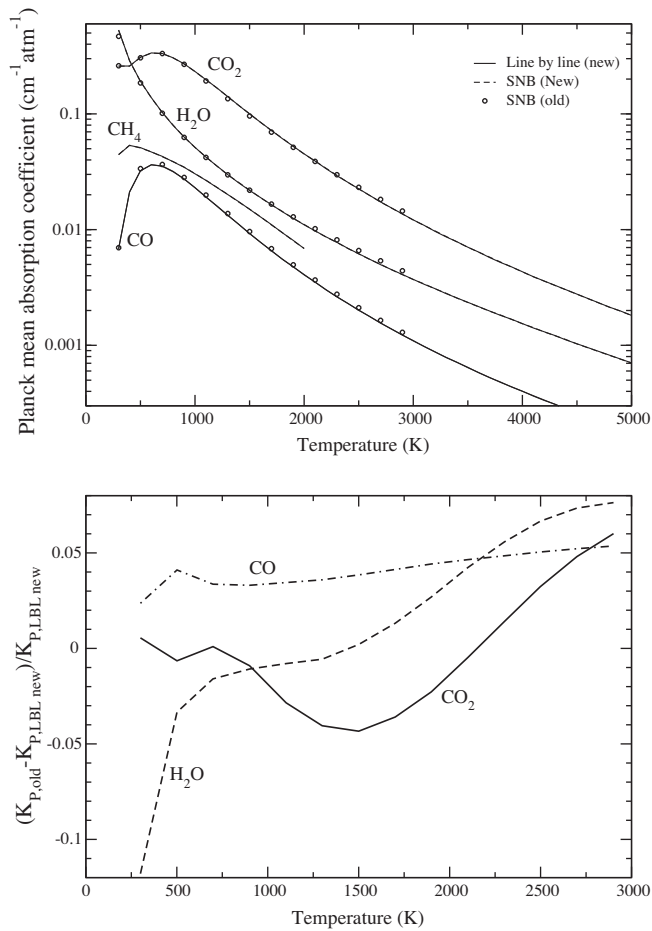 Planck mean absorption coefficient (cm⁻¹ atm⁻¹)
0.1
0.01
0.001
CO₂
H₂O
CH₄
CO
Line by line (new)
SNB (New)
SNB (old)
0 1000 2000 3000 4000 5000
Temperature (K)
(K_P,old-K_P,LBL new)/K_P,LBL new
0.05
0
-0.05
-0.1
CO
CO₂
H₂O
0 500 1000 1500 2000 2500 3000
Temperature (K)